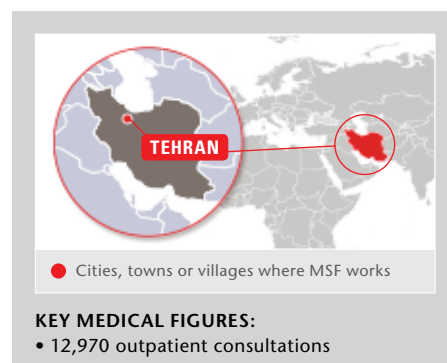 TEHRAN
Cities, towns or villages where MSF works
KEY MEDICAL FIGURES:
• 12,970 outpatient consultations